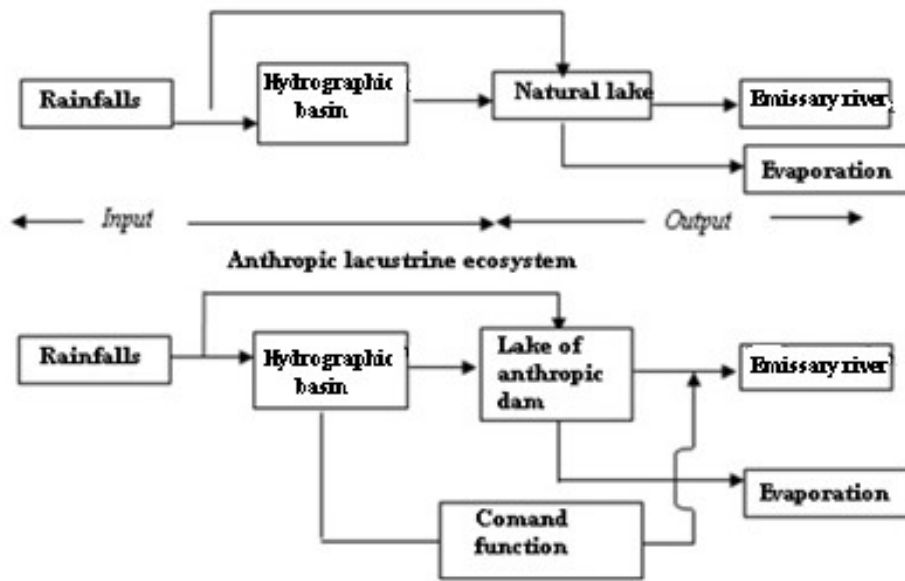 Rainfalls
Hydrographic
basin
Natural lake
Emissary river
Evaporation
Input
Output
Anthropic lacustrine ecosystem
Rainfalls
Hydrographic
basin
Lake of
anthropic
dam
Emissary river
Evaporation
Comand
function